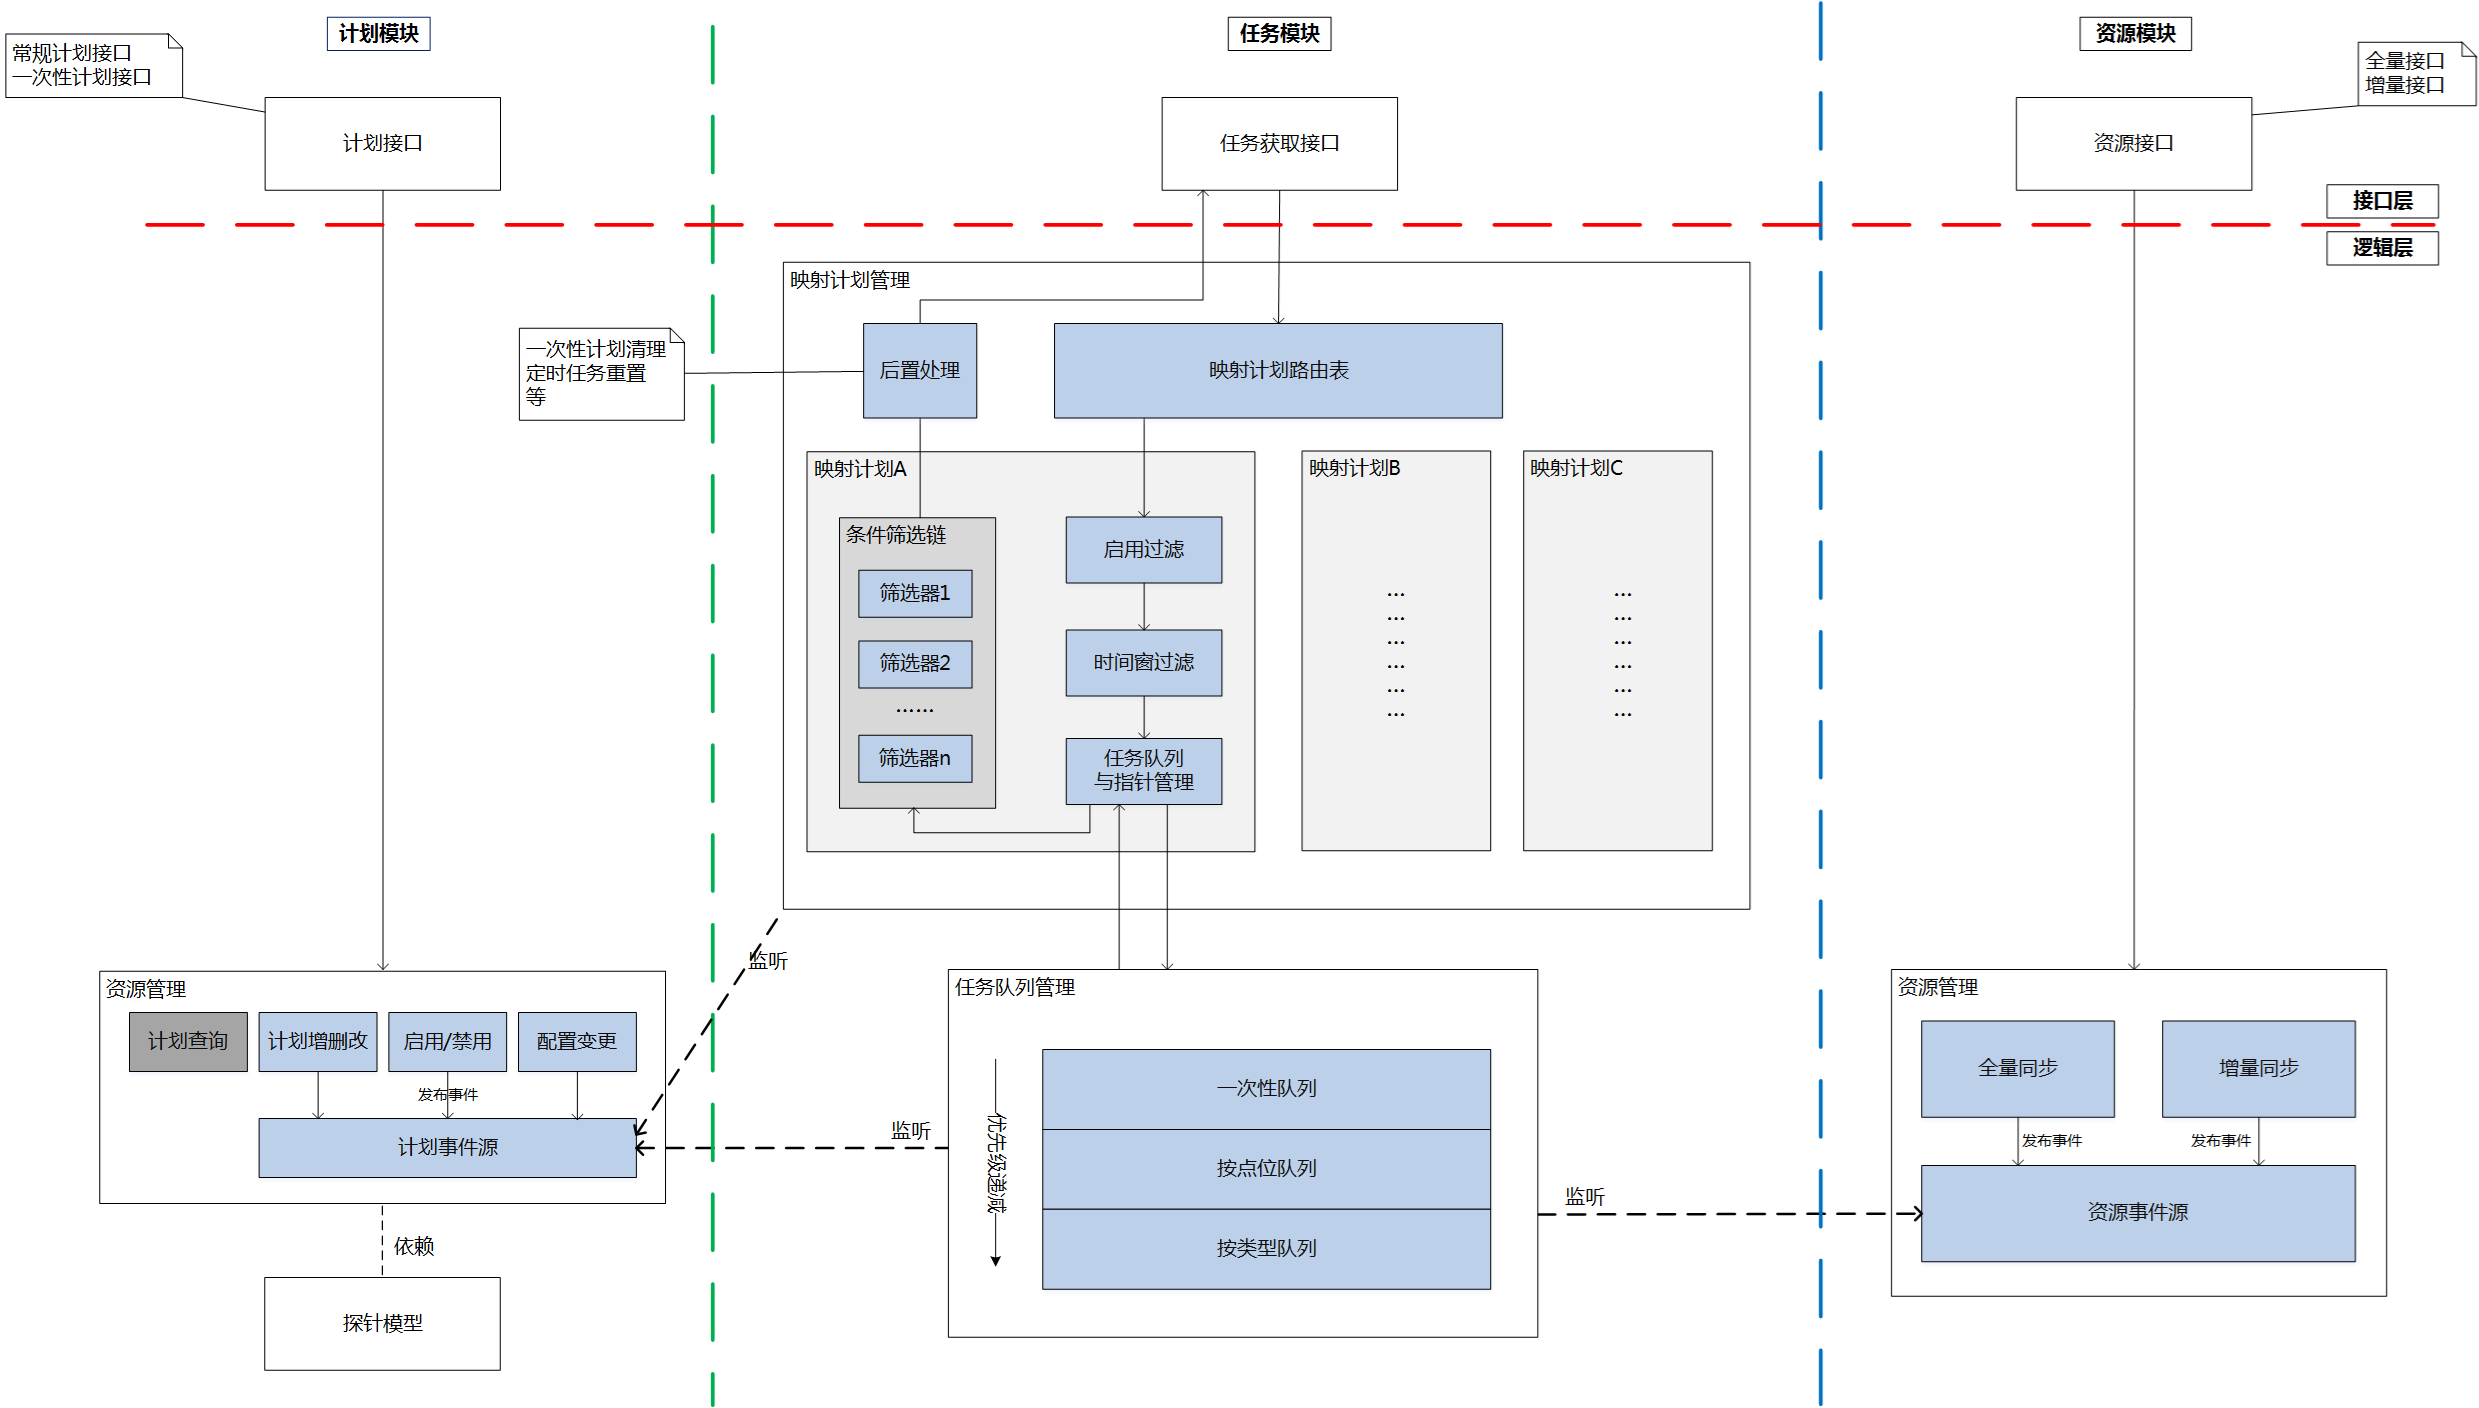 计划模块
任务模块
资源模块
常规计划接口
一次性计划接口
全量接口
增量接口
计划接口
任务获取接口
资源接口
接口层
逻辑层
映射计划管理
一次性计划清理
定时任务重置
等
后置处理
映射计划路由表
映射计划A
映射计划B
映射计划C
条件筛选链
启用过滤
筛选器1
...
...
...
...
时间窗过滤
筛选器2
...
...
...
...
……
...
...
...
...
筛选器n
任务队列
与指针管理
监听
资源管理
任务队列管理
资源管理
计划查询
计划增删改
启用/禁用
配置变更
全量同步
增量同步
发布事件
一次性队列
计划事件源
监听
优先级递减
发布事件
发布事件
按点位队列
监听
资源事件源
依赖
按类型队列
探针模型